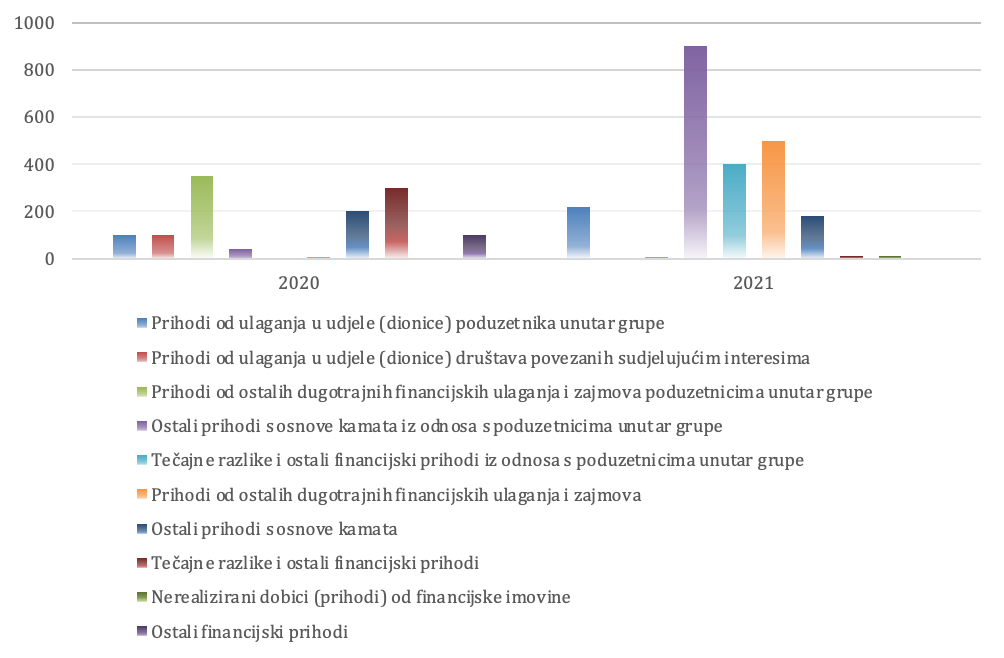 1000
800
600
400
200
0
2020 2021
Prihodi od ulaganja u udjele (dionice) poduzetnika unutar grupe
Prihodi od ulaganja u udjele (dionice) društava povezanih sudjelujućim interesima
Prihodi od ostalih dugotrajnih financijskih ulaganja i zajmova poduzetnicima unutar grupe
Ostali prihodi s osnove kamata iz odnosa s poduzetnicima unutar grupe
Tečajne razlike i ostali financijski prihodi iz odnosa s poduzetnicima unutar grupe
Prihodi od ostalih dugotrajnih financijskih ulaganja i zajmova
Ostali prihodi s osnove kamata
Tečajne razlike i ostali financijski prihodi
Nerealizirani dobici (prihodi) od financijske imovine
Ostali financijski prihodi